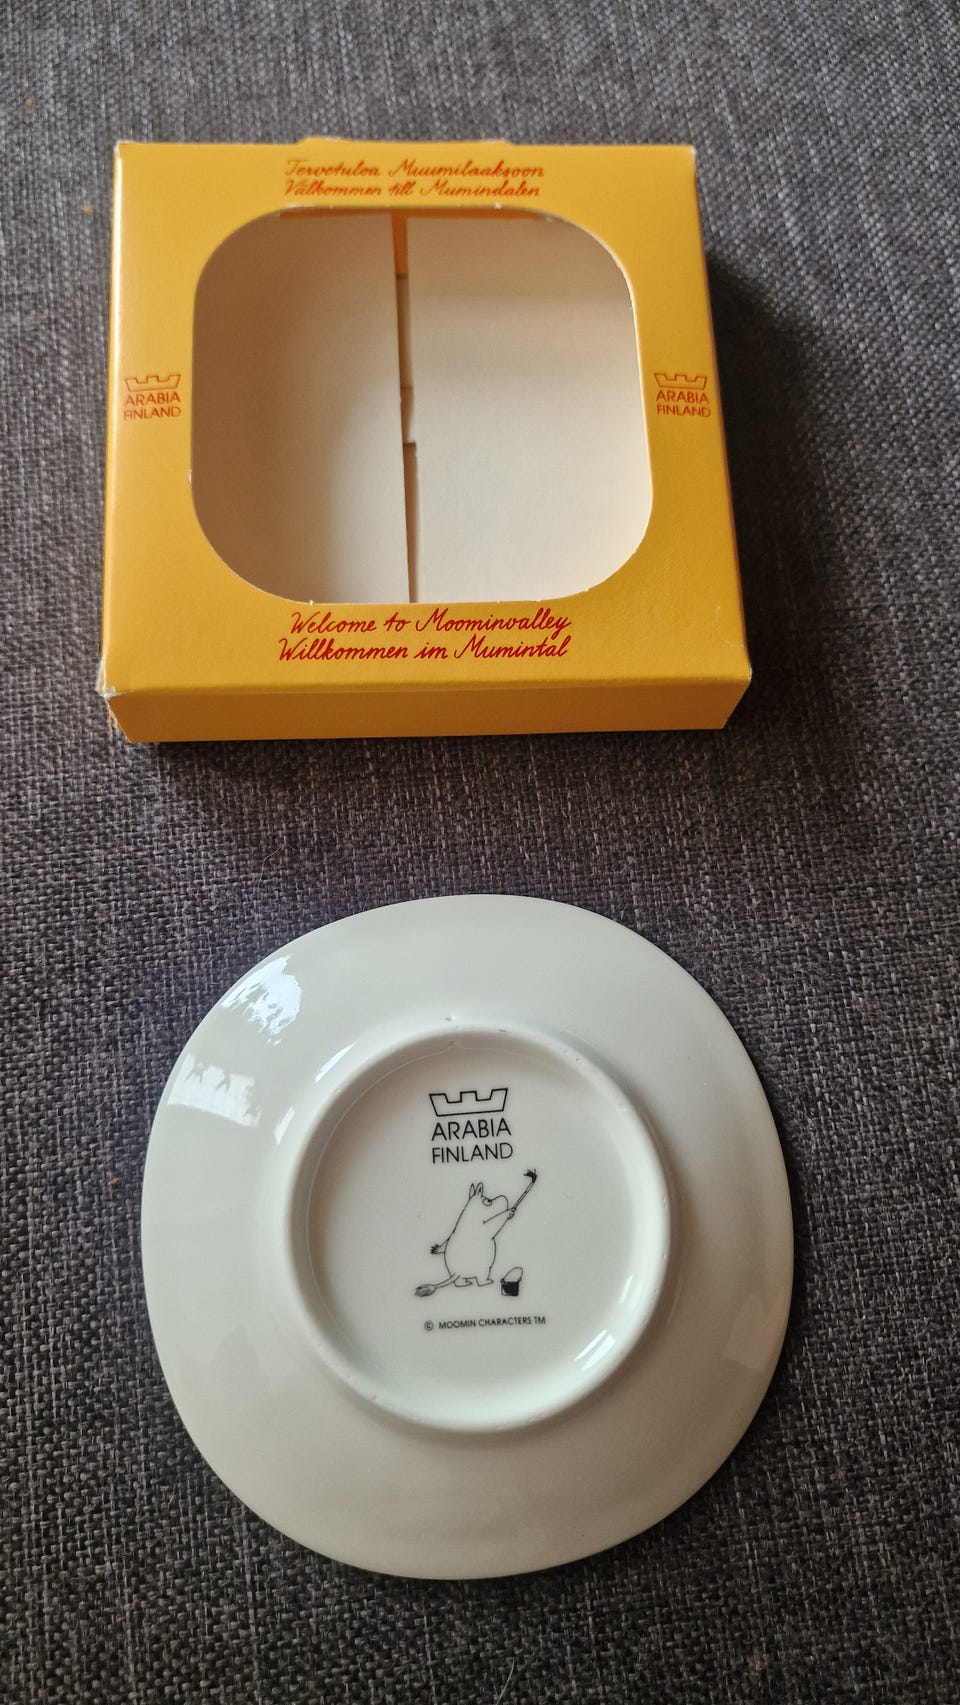 Tervetuloa Muumilaaksoon
Välkommen till Mumindalen
ARABIA
FINLAND
ARABIA
FINLAND
Welcome to Moominvalley
Willkommen im Mumintal
ARABIA
FINLAND
© MOOMIN CHARACTERS TM